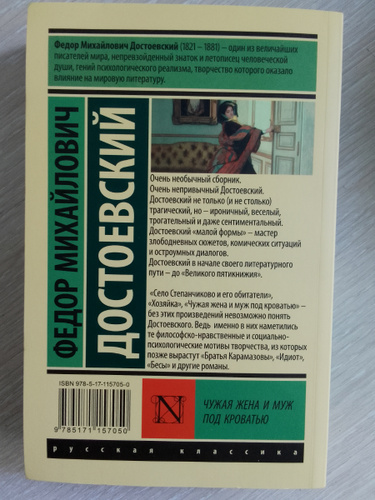 Федор Михайлович Достоевский (1821 – 1881) – один из величайших
писателей мира, непревзойденный знаток и летописец человеческой
души, гений психологического реализма, творчество которого оказало
влияние на мировую литературу.
ФЕДОР МИХАЙЛОВИЧ
ДОСТОЕВСКИЙ
Очень необычный сборник.
Очень непривычный Достоевский.
Достоевский не только (и не столько)
трагический, но – ироничный, веселый,
трогательный и даже сентиментальный.
Достоевский «малой формы» – мастер
злободневных сюжетов, комических ситуаций
и остроумных диалогов.
Достоевский в начале своего литературного
пути – до «Великого пятикнижия».
«Село Степанчиково и его обитатели»,
«Хозяйка», «Чужая жена и муж под кроватью» –
без этих произведений невозможно понять
Достоевского. Ведь именно в них наметились
те философско-нравственные и социально-
психологические мотивы творчества, из которых
позже вырастут «Братья Карамазовы», «Идиот»,
«Бесы» и другие романы.
ISBN 978-5-17-115705-0
9 785171 157050
N
ЧУЖАЯ ЖЕНА И МУЖ
ПОД КРОВАТЬЮ
русская классика